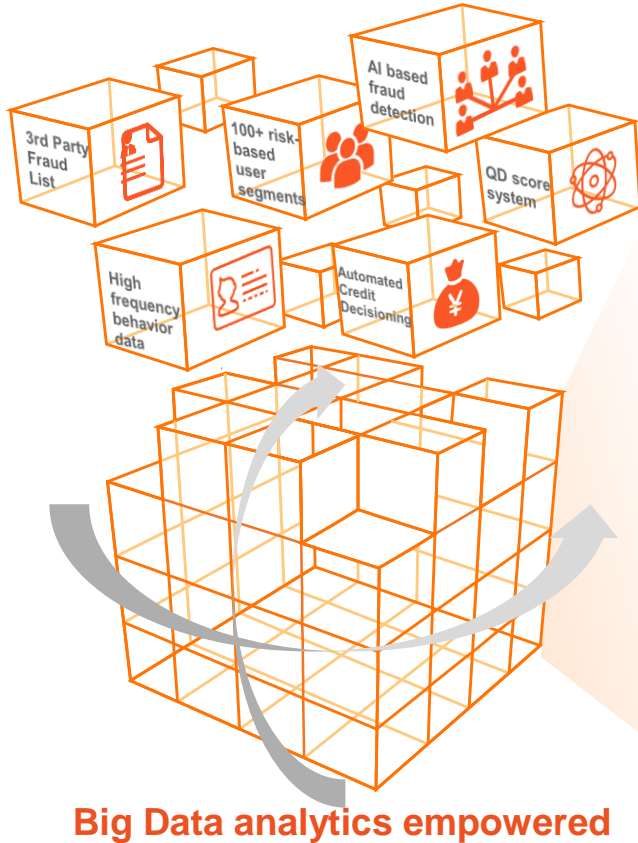 AI based
fraud
detection
3rd Party
Fraud
List
100+ risk-
based
user
segments
QD score
system
High
frequency
behavior
data
Automated
Credit
Decisioning
¥
Big Data analytics empowered